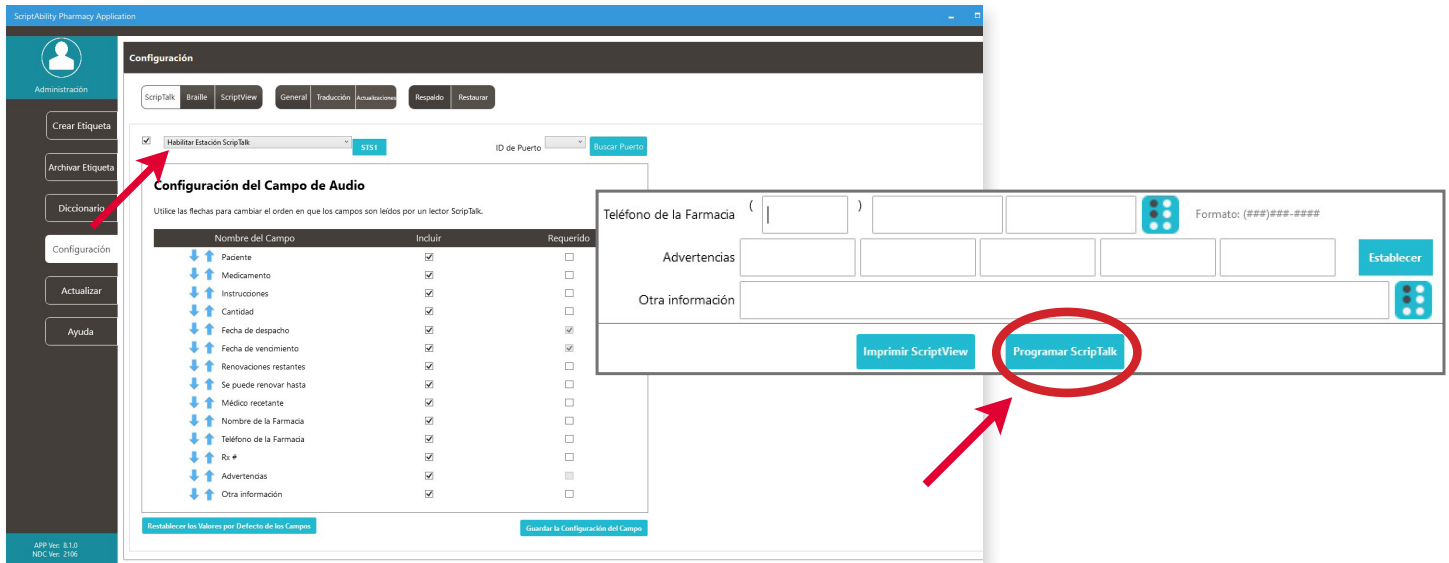 ScriptAbility Pharmacy Application
Administración
Crear Etiqueta
Archivar Etiqueta
Diccionario
Configuración
Actualizar
Ayuda
APP Ver: 8.1.0
NDC Ver: 2106
Configuración
ScripTalk Braille ScriptView General Traducción Actualizaciones Respaldo Restaurar
Habilitar Estación ScripTalk STS1 ID de Puerto Buscar Puerto
Configuración del Campo de Audio
Utilice las flechas para cambiar el orden en que los campos son leídos por un lector ScripTalk.
Nombre del Campo Incluir Requerido
Paciente
Medicamento
Instrucciones
Cantidad
Fecha de despacho
Fecha de vencimiento
Renovaciones restantes
Se puede renovar hasta
Médico recetante
Nombre de la Farmacia
Teléfono de la Farmacia
Rx #
Advertencias
Otra información
Restablecer los Valores por Defecto de los Campos Guardar la Configuración del Campo
Teléfono de la Farmacia ( ) Formato: (###)###-####
Advertencias Establecer
Otra información
Imprimir ScriptView Programar ScripTalk